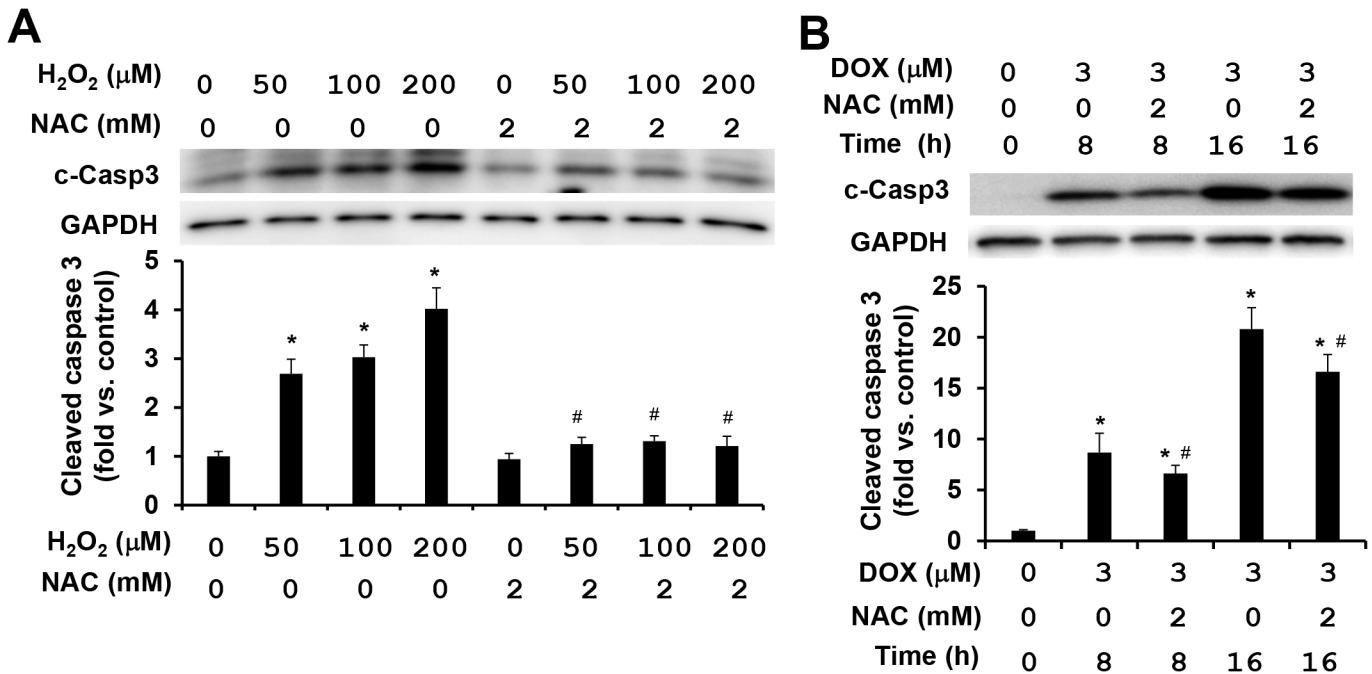 A
H2O2 (μM) 0 50 100 200 0 50 100 200
NAC (mM) 0 0 0 0 2 2 2 2
c-Casp3
GAPDH
Cleaved caspase 3
(fold vs. control)
5
4
3
2
1
0
* * * # # #
H2O2 (μM) 0 50 100 200 0 50 100 200
NAC (mM) 0 0 0 0 2 2 2 2
B
DOX (μM) 0 3 3 3 3
NAC (mM) 0 0 2 0 2
Time (h) 0 8 8 16 16
c-Casp3
GAPDH
Cleaved caspase 3
(fold vs. control)
25
20
15
10
5
0
* * # * * #
DOX (μM) 0 3 3 3 3
NAC (mM) 0 0 2 0 2
Time (h) 0 8 8 16 16